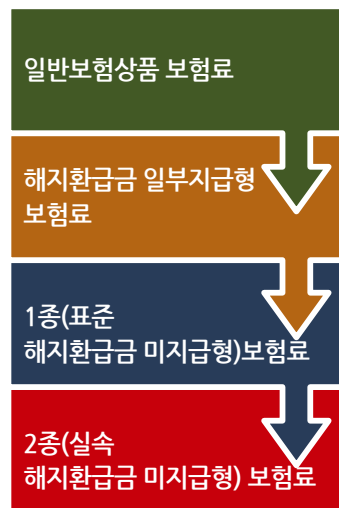 일반보험상품 보험료
해지환급금 일부지급형
보험료
1종(표준
해지환급금 미지급형)보험료
2종(실속
해지환급금 미지급형) 보험료